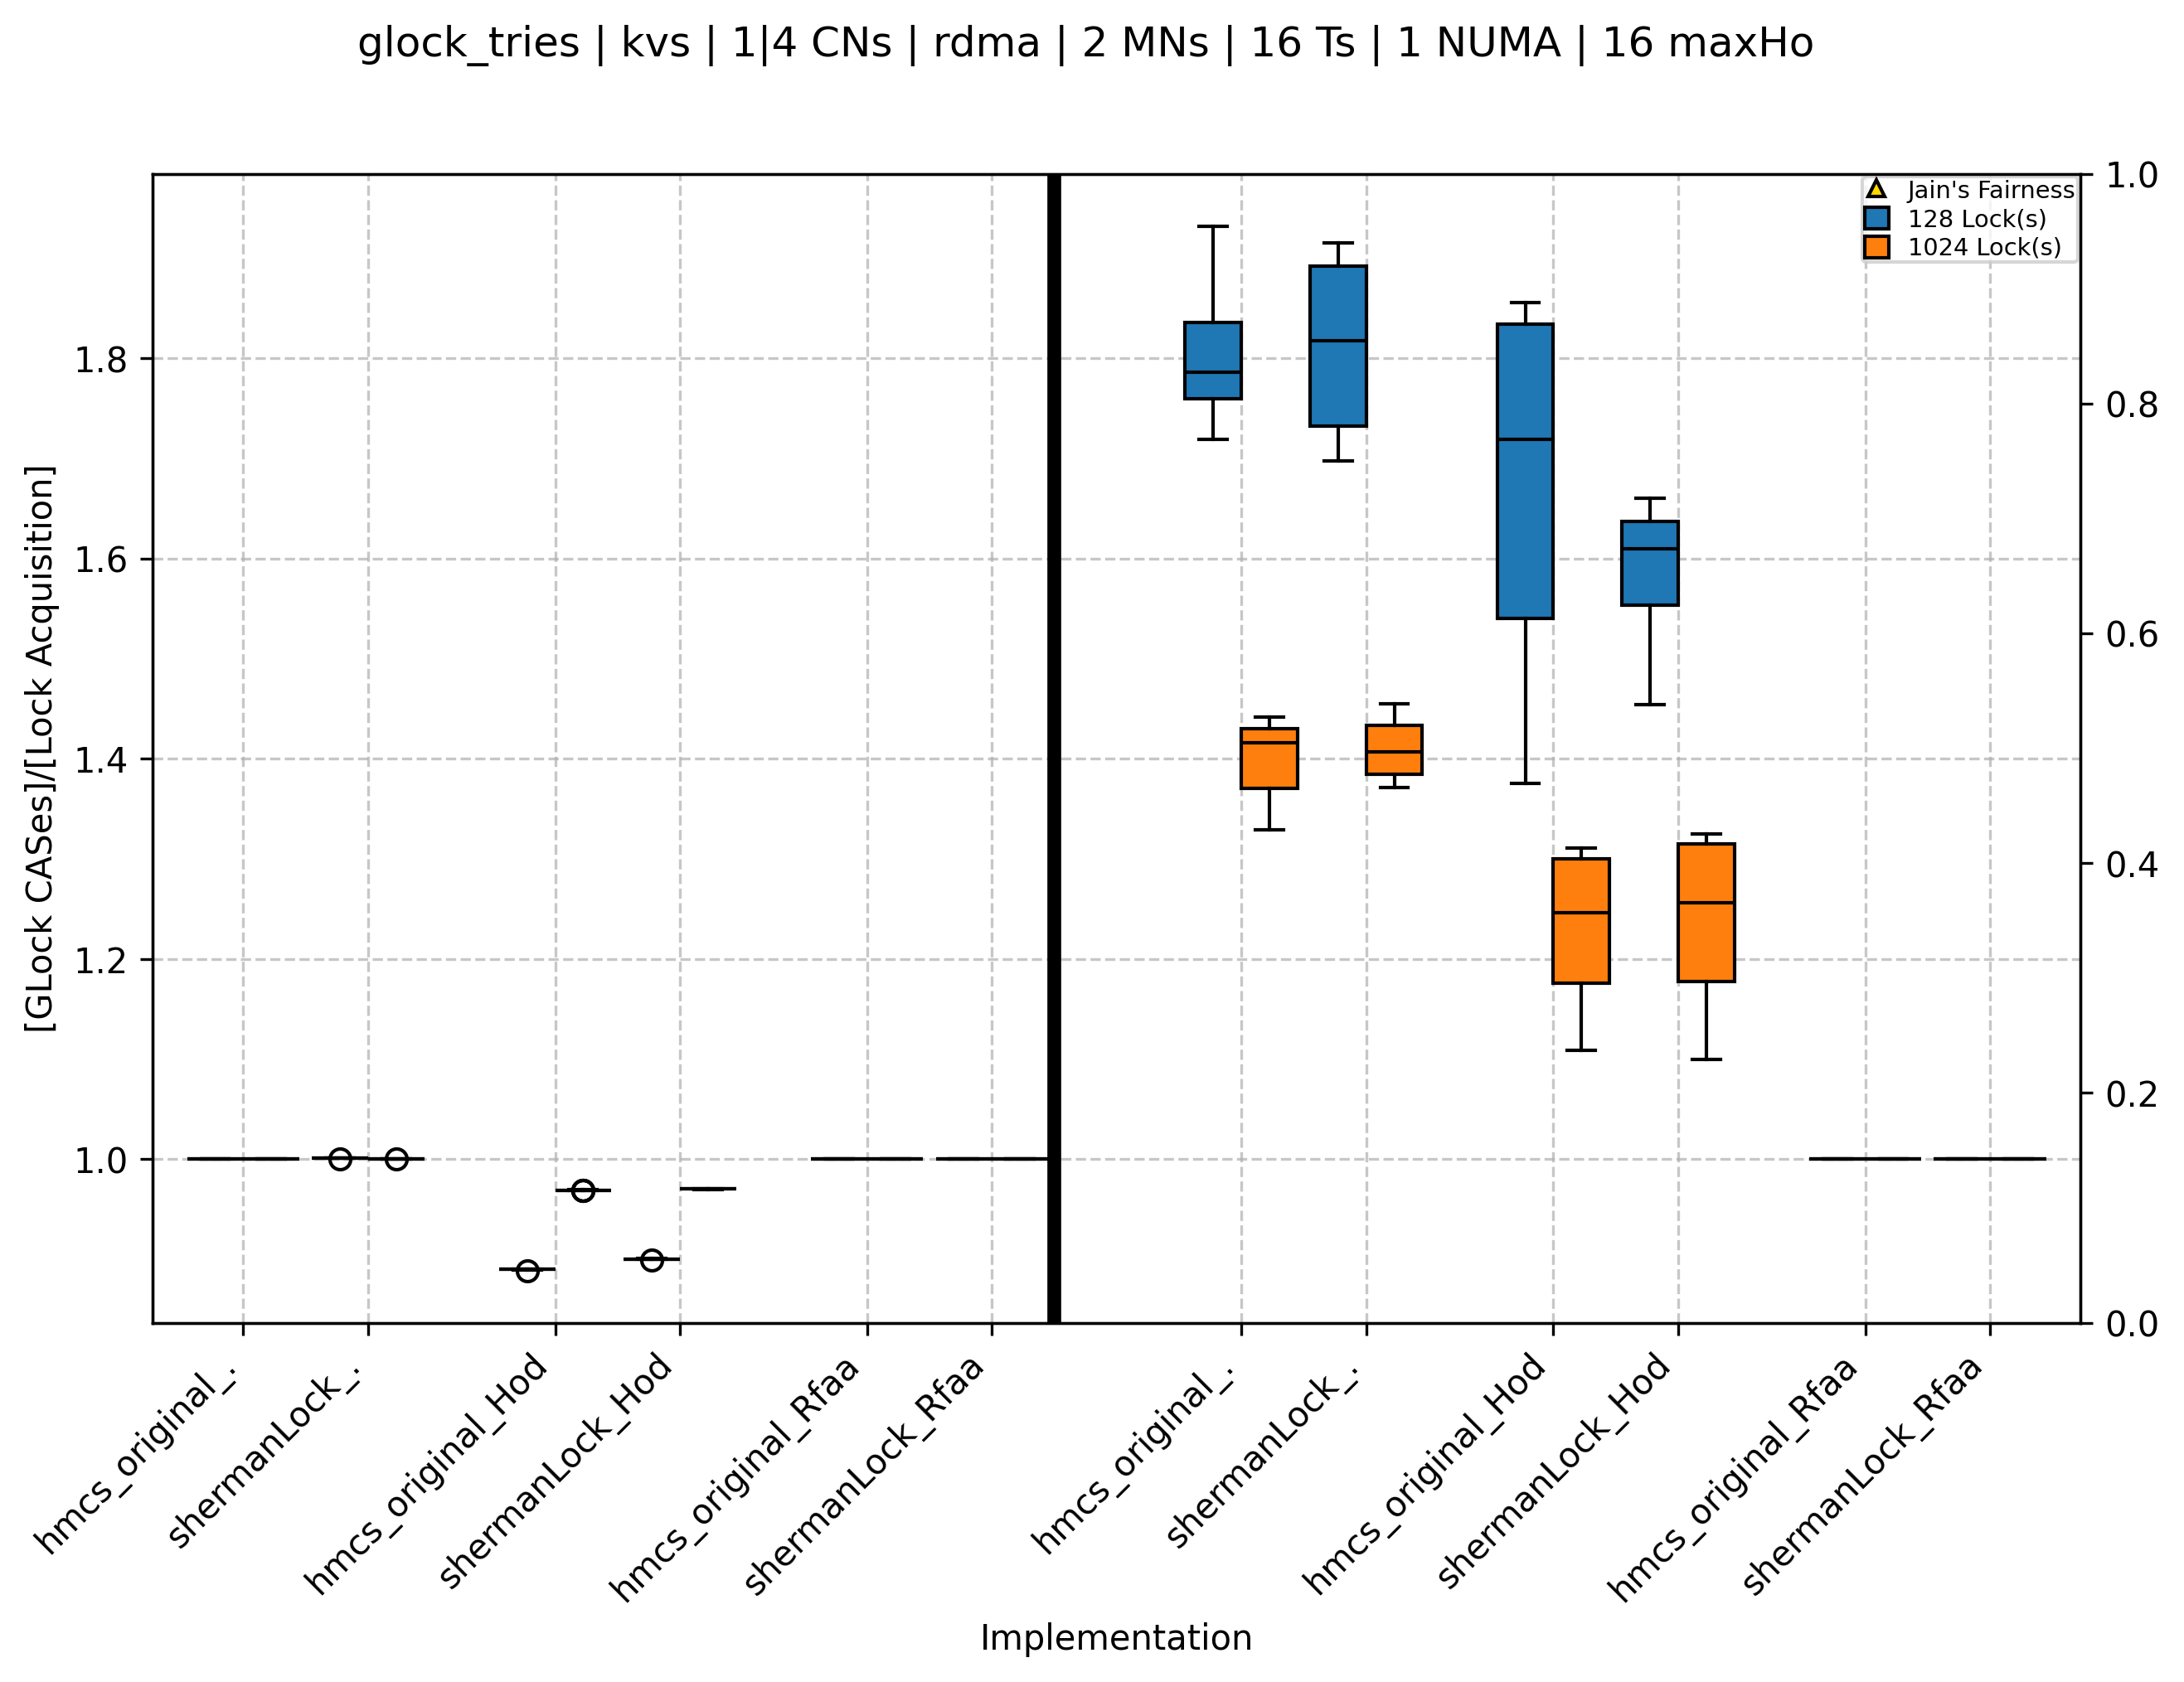 glock_tries | kvs | 1|4 CNs | rdma | 2 MNs | 16 Ts | 1 NUMA | 16 maxHo
Jain's Fairness
128 Lock(s)
1024 Lock(s)
[GLock CASes]/[Lock Acquisition]
1.8
1.6
1.4
1.2
1.0
1.0
0.8
0.6
0.4
0.2
0.0
hmcs_original_.
shermanLock_.
hmcs_original_Hod
shermanLock_Hod
hmcs_original_Rfaa
shermanLock_Rfaa
hmcs_original_.
shermanLock_.
hmcs_original_Hod
shermanLock_Hod
hmcs_original_Rfaa
shermanLock_Rfaa
Implementation